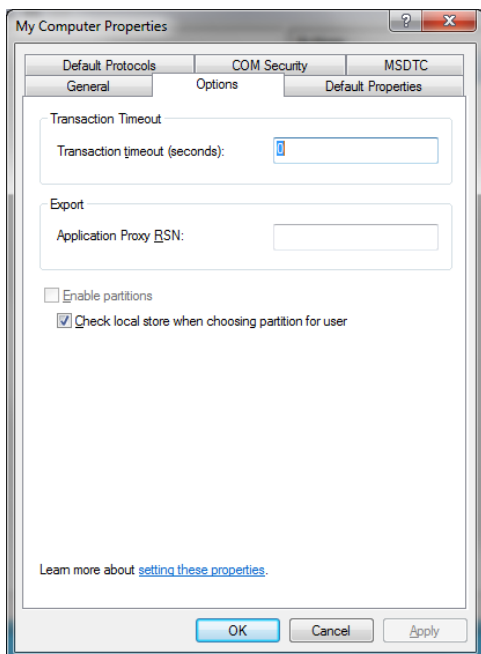 My Computer Properties
?
X
Default Protocols COM Security MSDTC
General Options Default Properties
Transaction Timeout
Transaction timeout (seconds): 0
Export
Application Proxy RSN:
Enable partitions
Check local store when choosing partition for user
Learn more about setting these properties.
OK Cancel Apply